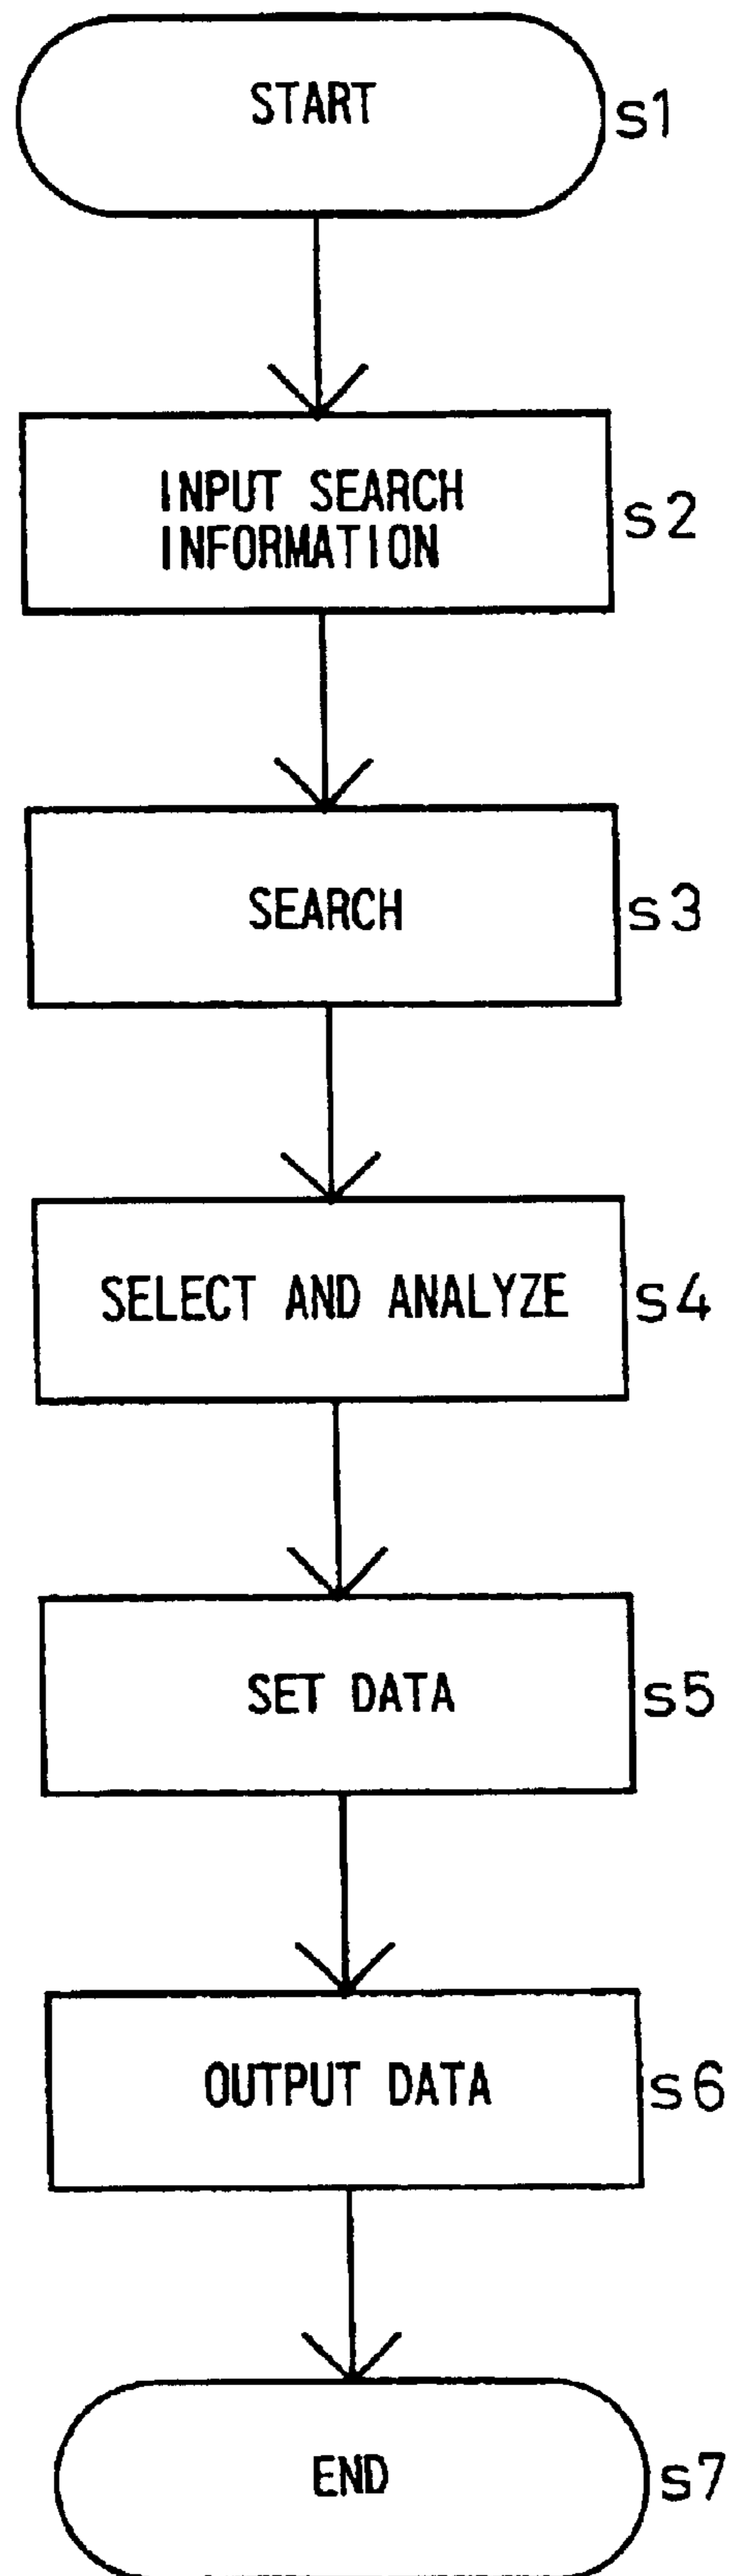 START s1
INPUT SEARCH
INFORMATION s2
SEARCH s3
SELECT AND ANALYZE s4
SET DATA s5
OUTPUT DATA s6
END s7